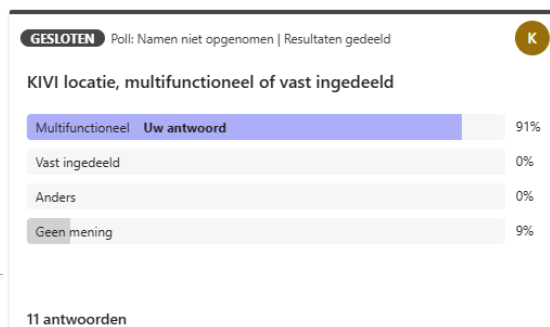 GESLOTEN Poll: Namen niet opgenomen | Resultaten gedeeld K
KIVI locatie, multifunctioneel of vast ingedeeld
Multifunctioneel Uw antwoord 91%
Vast ingedeeld 0%
Anders 0%
Geen mening 9%
11 antwoorden